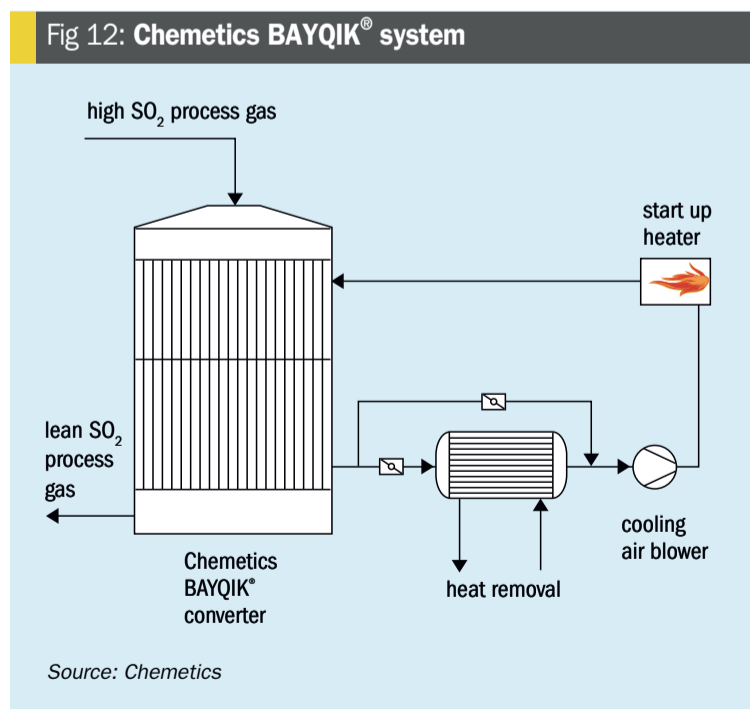 Fig 12: Chemetics BAYQIK® system
high SO₂ process gas
start up
heater
lean SO₂
process
gas
cooling
air blower
Chemetics
BAYQIK®
converter
heat removal
Source: Chemetics